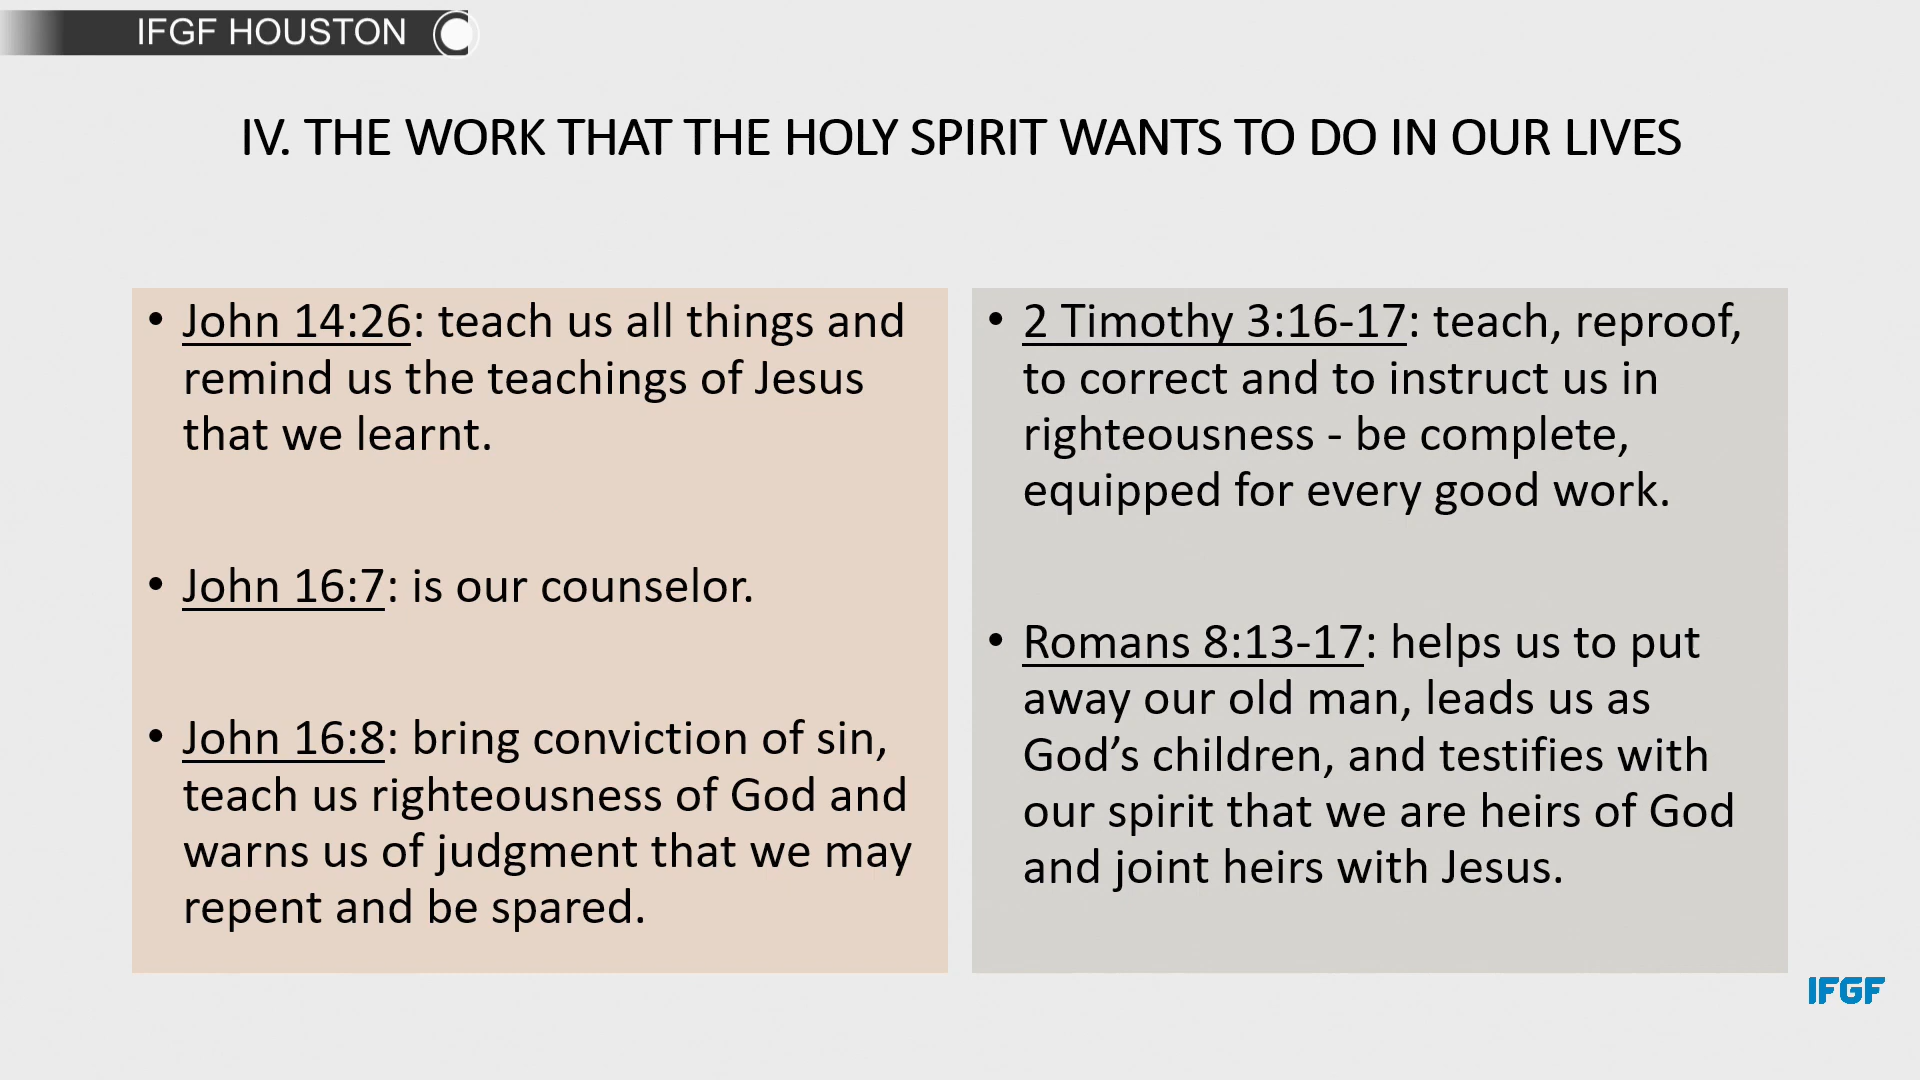 IFGF HOUSTON
IV. THE WORK THAT THE HOLY SPIRIT WANTS TO DO IN OUR LIVES
• John 14:26: teach us all things and
remind us the teachings of Jesus
that we learnt.
• John 16:7: is our counselor.
• John 16:8: bring conviction of sin,
teach us righteousness of God and
warns us of judgment that we may
repent and be spared.
• 2 Timothy 3:16-17: teach, reproof,
to correct and to instruct us in
righteousness - be complete,
equipped for every good work.
• Romans 8:13-17: helps us to put
away our old man, leads us as
God’s children, and testifies with
our spirit that we are heirs of God
and joint heirs with Jesus.
IFGF